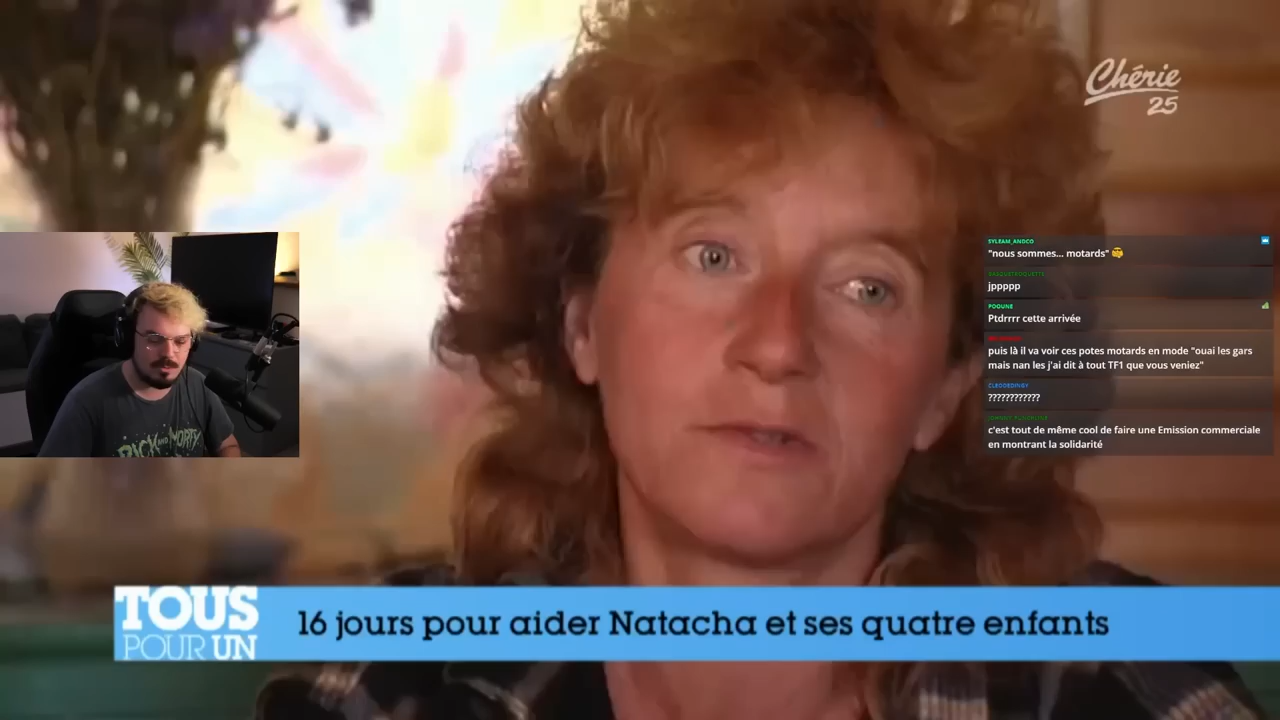 Chérie
25
SYLEAM_ANDCO
"nous sommes... motards"
jppppp
POOUNE
Ptdrrrr cette arrivée
puis là il va voir ces potes motards en mode "ouai les gars
mais nan les j'ai dit à tout TF1 que vous veniez"
????????????
c'est tout de même cool de faire une Emission commerciale
en montrant la solidarité
RICK AND MORTY
TOUS
POUR UN
16 jours pour aider Natacha et ses quatre enfants